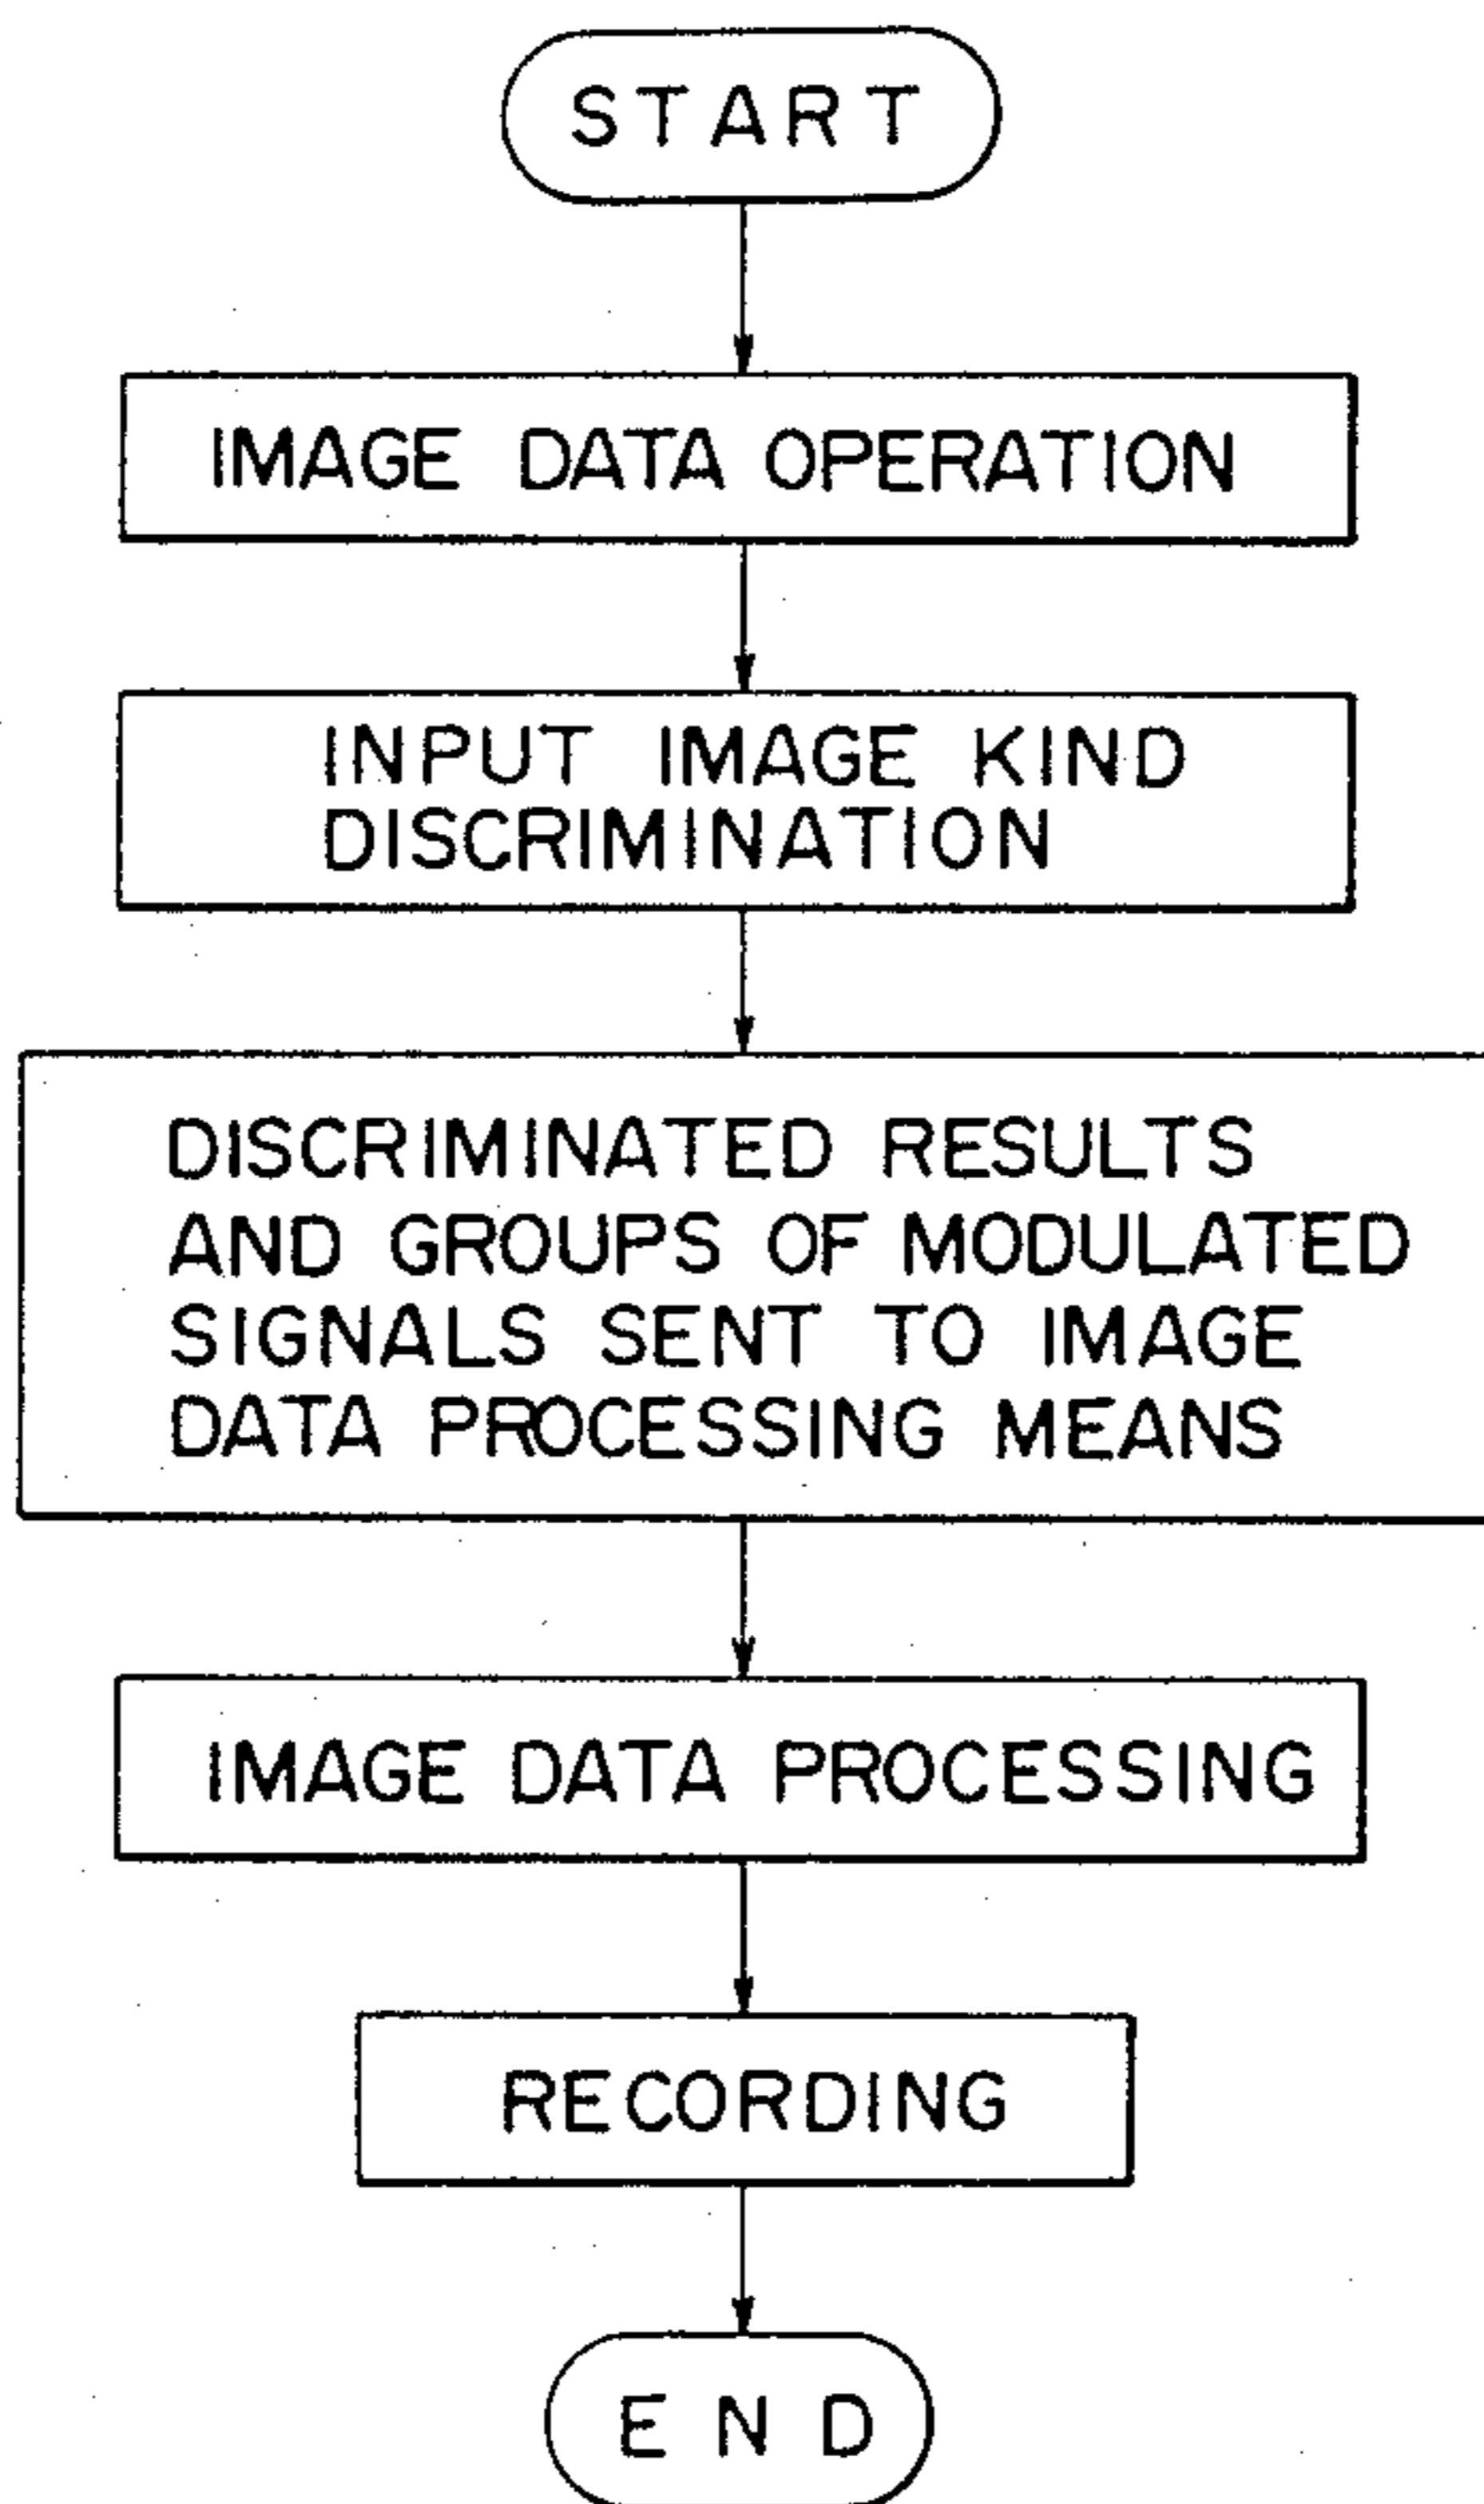 START
IMAGE DATA OPERATION
INPUT IMAGE KIND
DISCRIMINATION
DISCRIMINATED RESULTS
AND GROUPS OF MODULATED
SIGNALS SENT TO IMAGE
DATA PROCESSING MEANS
IMAGE DATA PROCESSING
RECORDING
END